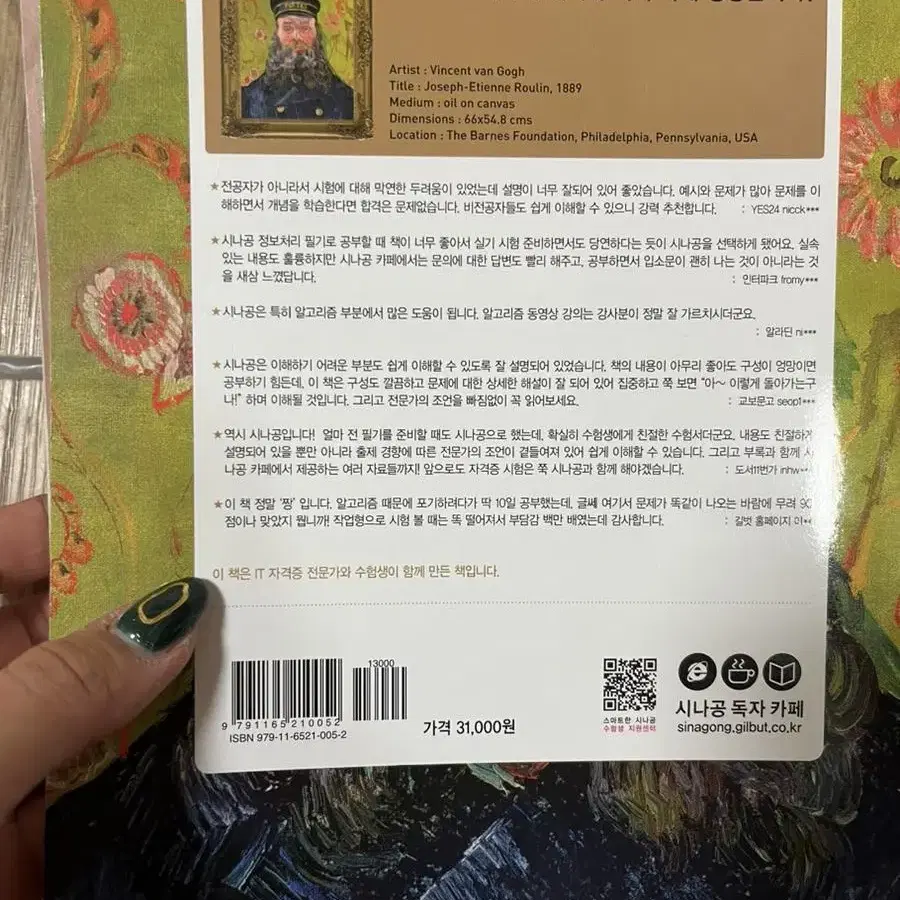 Artist : Vincent van Gogh
Title : Joseph-Etienne Roulin, 1889
Medium : oil on canvas
Dimensions : 66x54.8 cms
Location : The Barnes Foundation, Philadelphia, Pennsylvania, USA
★전공자가 아니라서 시험에 대해 막연한 두려움이 있었는데 설명이 너무 잘되어 있어 좋았습니다. 예시와 문제가 많아 문제를 이
해하면서 개념을 학습한다면 합격은 문제없습니다. 비전공자들도 쉽게 이해할 수 있으니 강력 추천합니다. : YES24 nicck***
★시나공 정보처리 필기로 공부할 때 책이 너무 좋아서 실기 시험 준비하면서도 당연하다는 듯이 시나공을 선택하게 됐어요. 실속
있는 내용도 훌륭하지만 시나공 카페에서는 문의에 대한 답변도 빨리 해주고, 공부하면서 입소문이 괜히 나는 것이 아니라는 것
을 새삼 느꼈답니다. : 인터파크 fromy***
★시나공은 특히 알고리즘 부분에서 많은 도움이 됩니다. 알고리즘 동영상 강의는 강사분이 정말 잘 가르치시더군요.
: 알라딘 ni***
★시나공은 이해하기 어려운 부분도 쉽게 이해할 수 있도록 잘 설명되어 있었습니다. 책의 내용이 아무리 좋아도 구성이 엉망이면
공부하기 힘든데, 이 책은 구성도 깔끔하고 문제에 대한 상세한 해설이 잘 되어 있어 집중하고 쭉 보면 “아~ 이렇게 돌아가는구
나!” 하며 이해될 것입니다. 그리고 전문가의 조언을 빠짐없이 꼭 읽어보세요. : 교보문고 seop1***
★역시 시나공입니다! 얼마 전 필기를 준비할 때도 시나공으로 했는데, 확실히 수험생에게 친절한 수험서더군요. 내용도 친절하게
설명되어 있을 뿐만 아니라 출제 경향에 따른 전문가의 조언이 곁들여져 있어 쉽게 이해할 수 있습니다. 그리고 부록과 함께 시
나공 카페에서 제공하는 여러 자료들까지! 앞으로도 자격증 시험은 쭉 시나공과 함께 해야겠습니다. : 도서11번가 inhw***
★이 책 정말 ‘짱’ 입니다. 알고리즘 때문에 포기하려다가 딱 10일 공부했는데, 글쎄 여기서 문제가 똑같이 나오는 바람에 무려 90
점이나 맞았지 뭡니까! 작업형으로 시험 볼 때는 똑 떨어져서 부담감 백만 배였는데 감사합니다. : 길벗 홈페이지
이 책은 IT 자격증 전문가와 수험생이 함께 만든 책입니다.
13000
9 791165 210052
ISBN 979-11-6521-005-2
가격 31,000원
스마트한 시나공
수험생 지원센터
시나공 독자 카페
sinagong.gilbut.co.kr